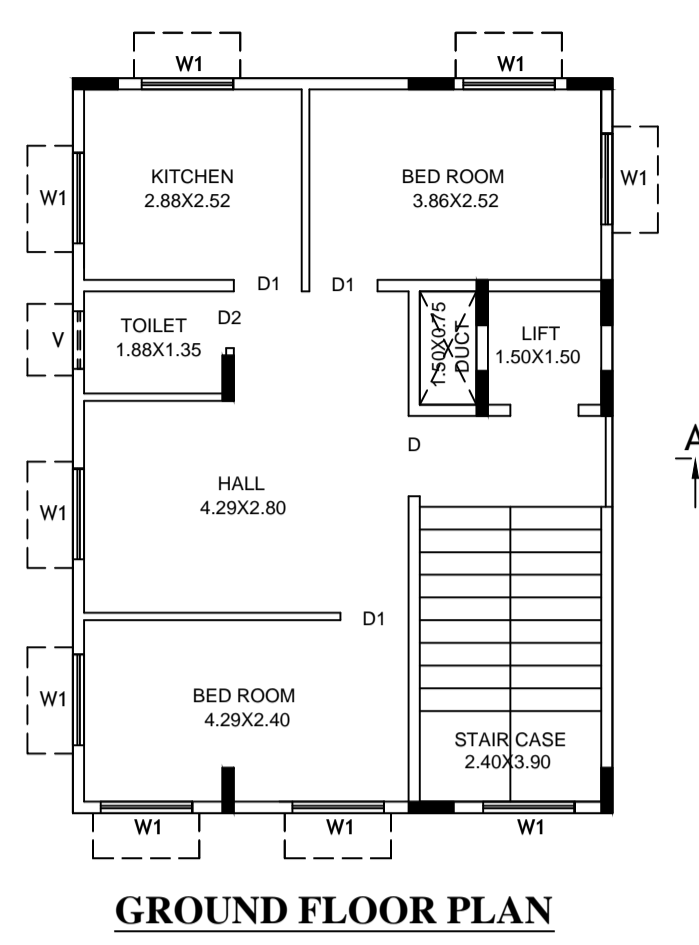 W1
W1
KITCHEN
2.88X2.52
BED ROOM
3.86X2.52
W1
W1
D1
D1
V
TOILET
1.88X1.35
D2
1.50X0.75
DUCT
LIFT
1.50X1.50
D
A
HALL
4.29X2.80
W1
D1
W1
BED ROOM
4.29X2.40
STAIR CASE
2.40X3.90
W1
W1
W1
GROUND FLOOR PLAN